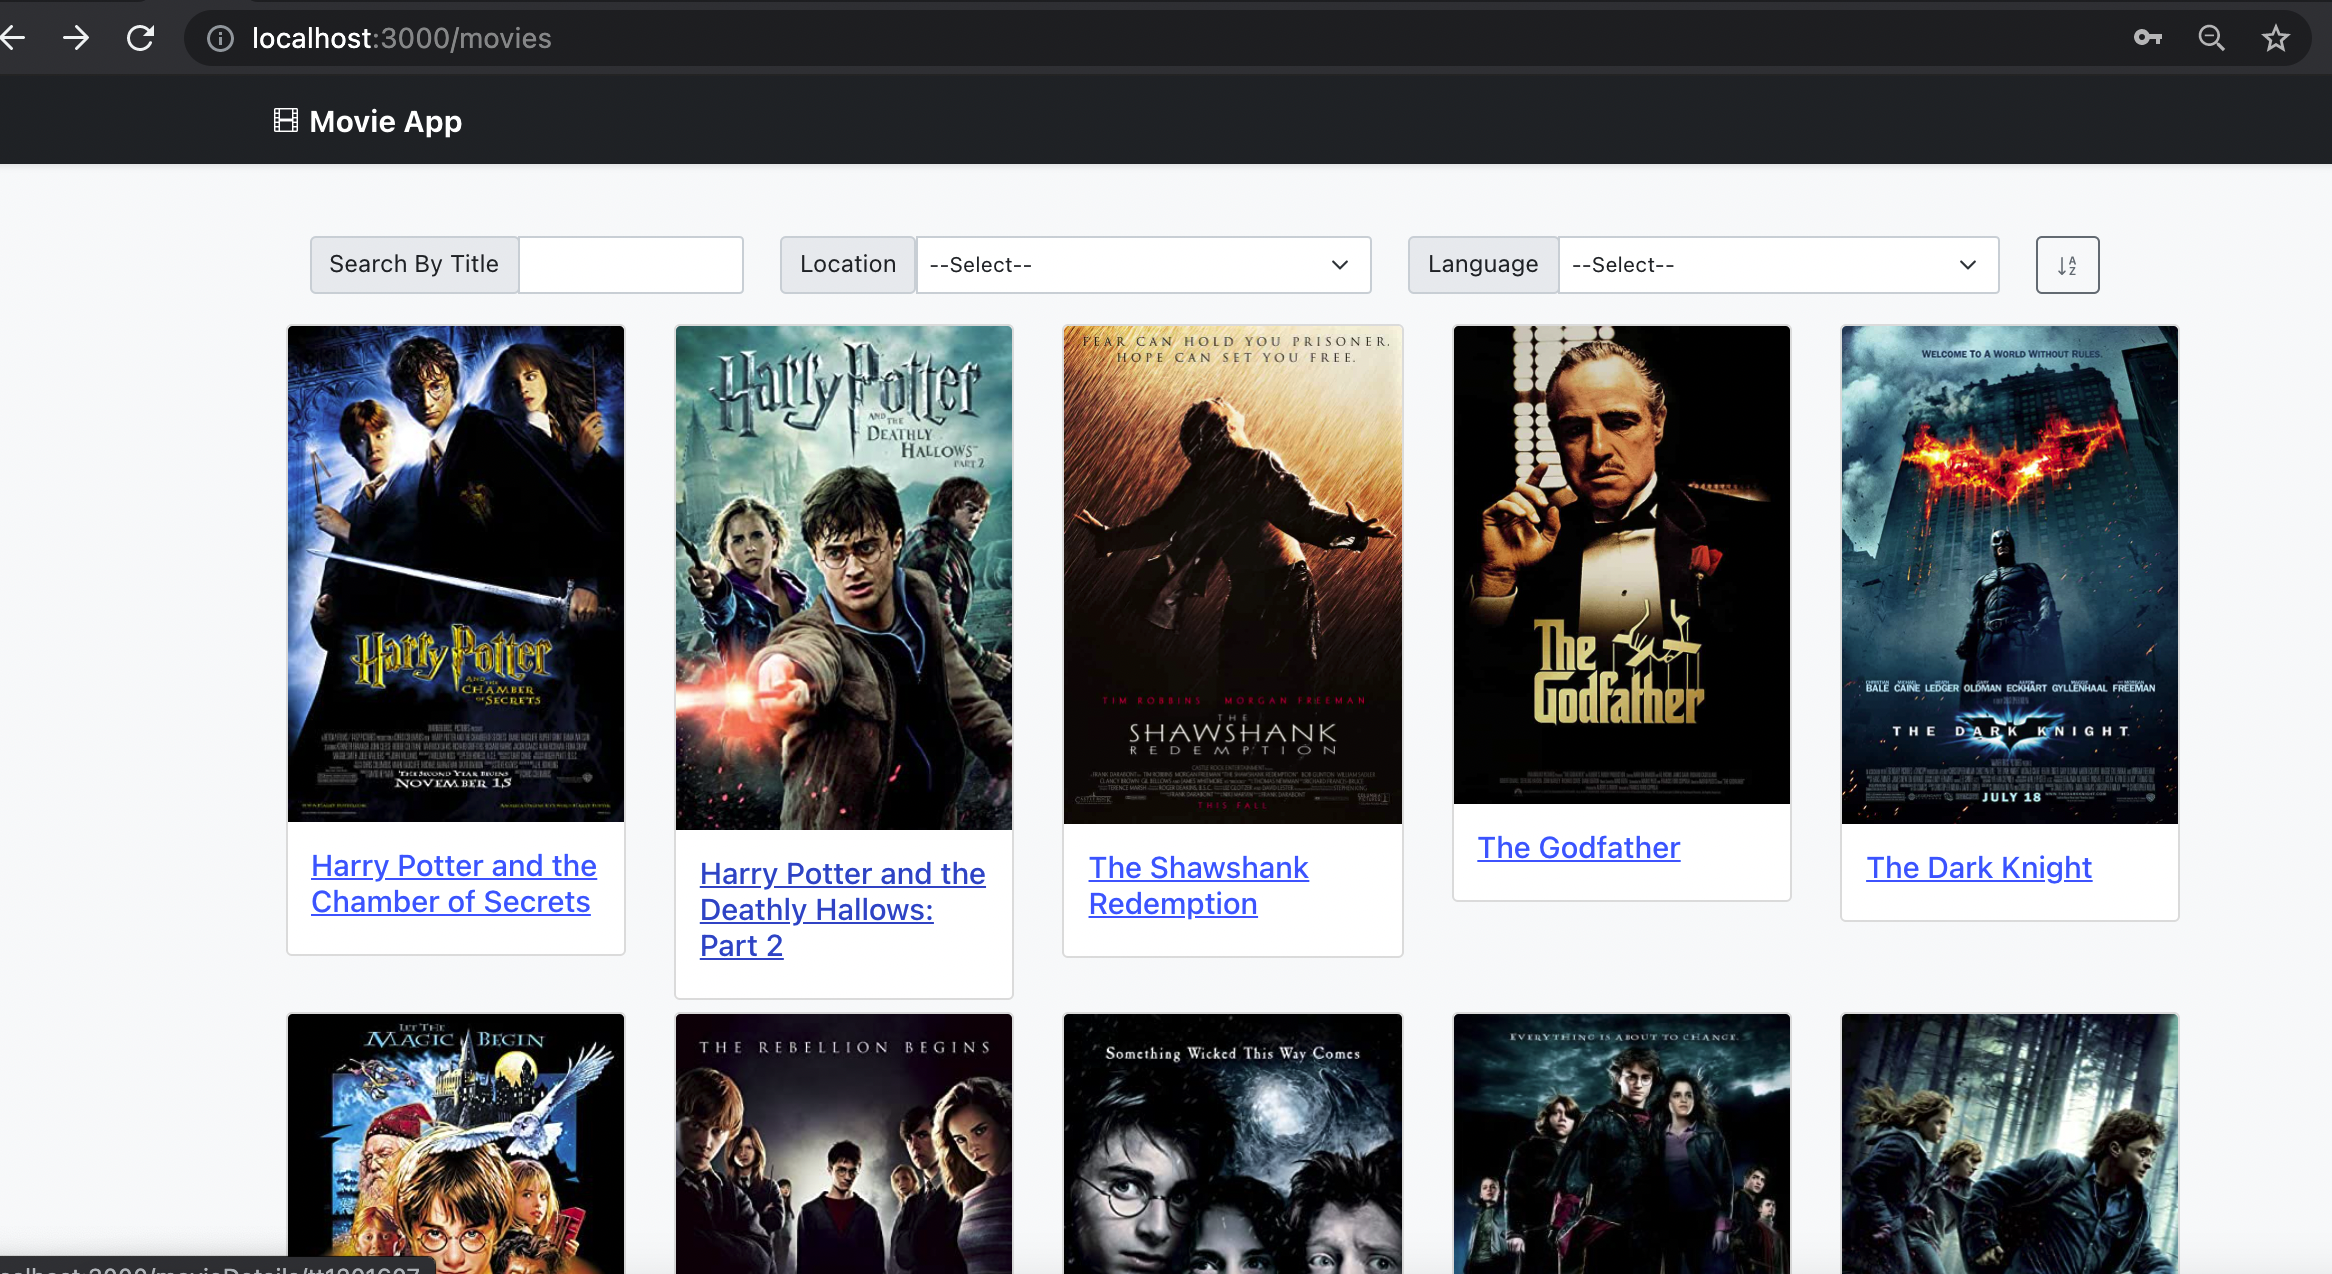 localhost:3000/movies
Movie App
Search By Title
Location
--Select--
Language
--Select--
A
Z
Harry Potter
AND THE
CHAMBER
OF SECRETS
THE SECOND YEAR BEGINS
NOVEMBER 15
Harry Potter and the
Chamber of Secrets
Harry Potter
AND THE
DEATHLY
HALLOWS
PART 2
Harry Potter and the
Deathly Hallows:
Part 2
FEAR CAN HOLD YOU PRISONER.
HOPE CAN SET YOU FREE.
TIM ROBBINS MORGAN FREEMAN
THE
SHAWSHANK
REDEMPTION
THIS FALL
The Shawshank
Redemption
The
Godfather
The Godfather
WELCOME TO A WORLD WITHOUT RULES.
BALE CAINE LEDGER OLDMAN ECKHART GYLLENHAAL FREEMAN
THE DARK KNIGHT
JULY 18
The Dark Knight
LET THE
MAGIC BEGIN
THE REBELLION BEGINS
Something Wicked This Way Comes
EVERYTHING IS ABOUT TO CHANGE.